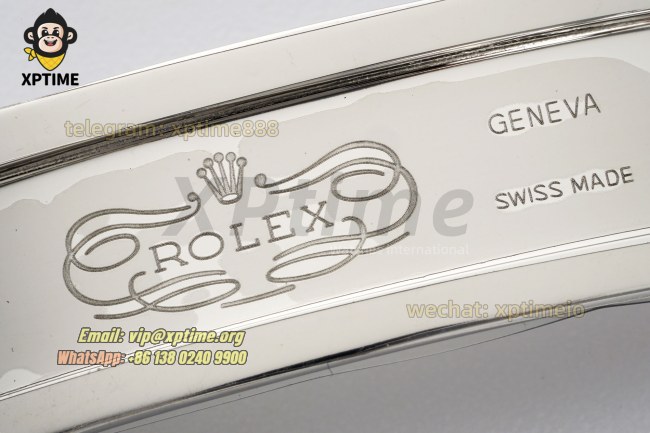 XPTIME
telegram: xptime888
GENEVA
SWISS MADE
ROLEX
XPtime
International
wechat: xptimeio
Email: vip@xptime.org
WhatsApp: +86 138 0240 9900